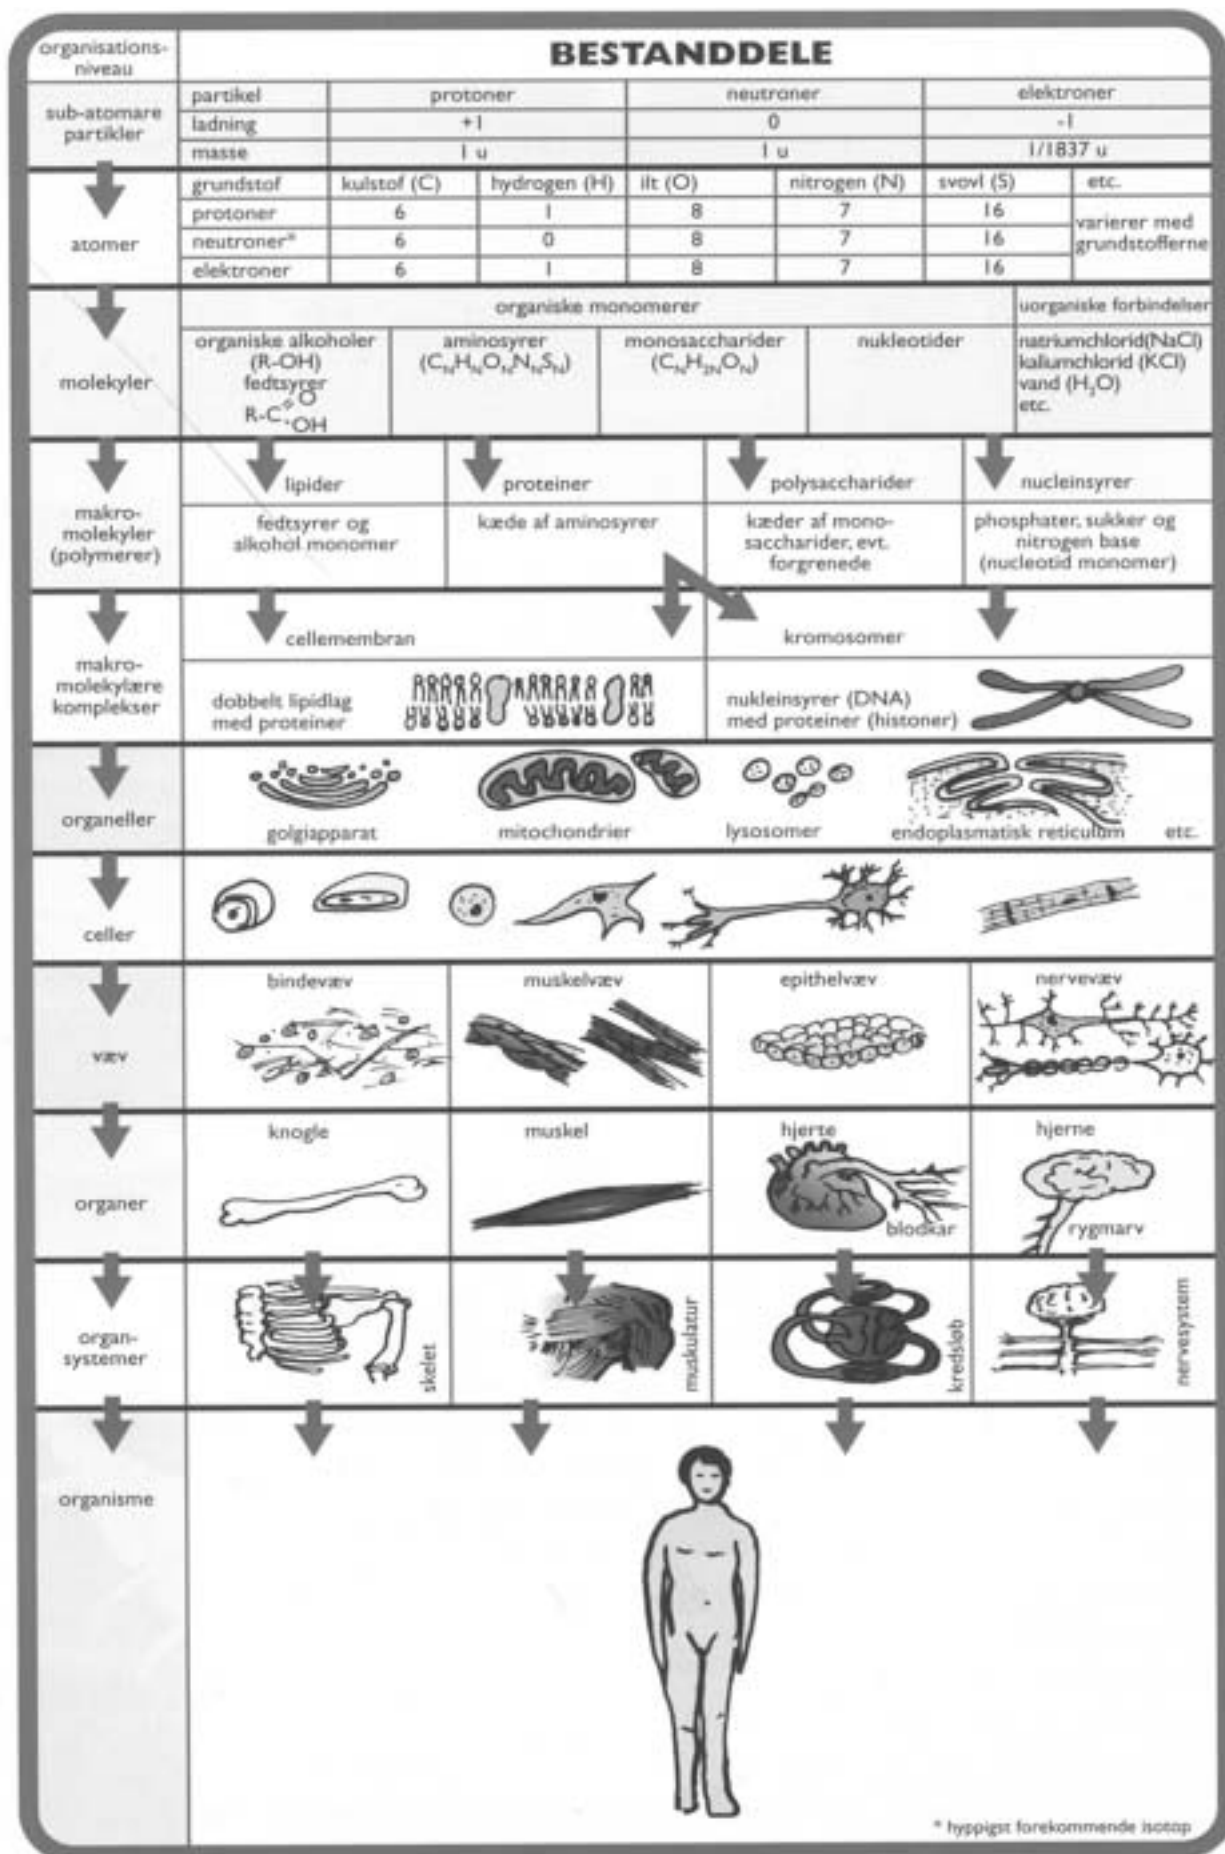 organisations-
niveau
BESTANDDELE
sub-atomare
partikler
partikel protoner neutroner elektroner
ladning +1 0 -1
masse 1 u 1 u 1/1837 u
atomer
grundstof kulstof (C) hydrogen (H) ilt (O) nitrogen (N) svovl (S) etc.
protoner 6 1 8 7 16
neutroner* 6 0 8 7 16
elektroner 6 1 8 7 16
varierer med
grundstofferne
molekyler
organiske monomerer
uorganiske forbindelser
organiske alkoholer
(R-OH)
fedtsyrer
R-C O
OH
aminosyrer
(CNHNONNNSN)
monosaccharider
(CNH2NON)
nukleotider
natriumchlorid(NaCl)
kaliumchlorid (KCl)
vand (H2O)
etc.
makro-
molekyler
(polymerer)
lipider proteiner polysaccharider nucleinsyrer
fedtsyrer og
alkohol monomer
kæde af aminosyrer
kæder af mono-
saccharider, evt.
forgrenede
phosphater, sukker og
nitrogen base
(nucleotid monomer)
makro-
molekylære
komplekser
cellemembran kromosomer
dobbelt lipidlag
med proteiner
nukleinsyrer (DNA)
med proteiner (histoner)
organeller
golgiapparat mitochondrier lysosomer endoplasmatisk reticulum etc.
celler
væv
bindevæv muskelvæv epithelvæv nervevæv
organer
knogle muskel hjerte hjerne
blodkar rygmarv
organ-
systemer
skelet
muskulatur
kredsløb
nervesystem
organisme
* hyppigst forekommende isotop